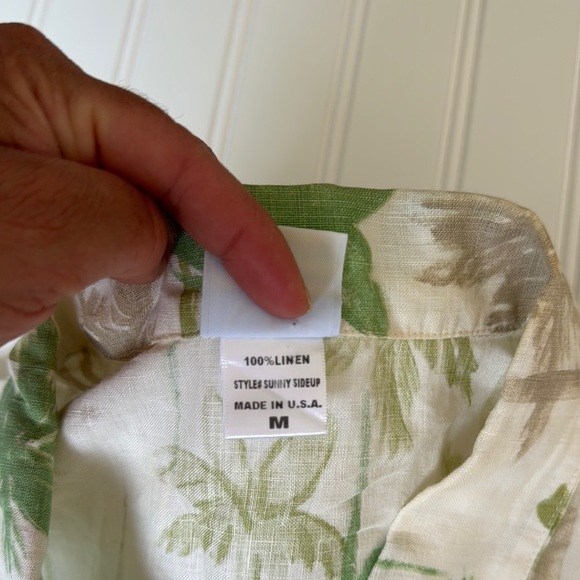 100%LINEN
STYLE# SUNNY SIDEUP
MADE IN U.S.A.
M